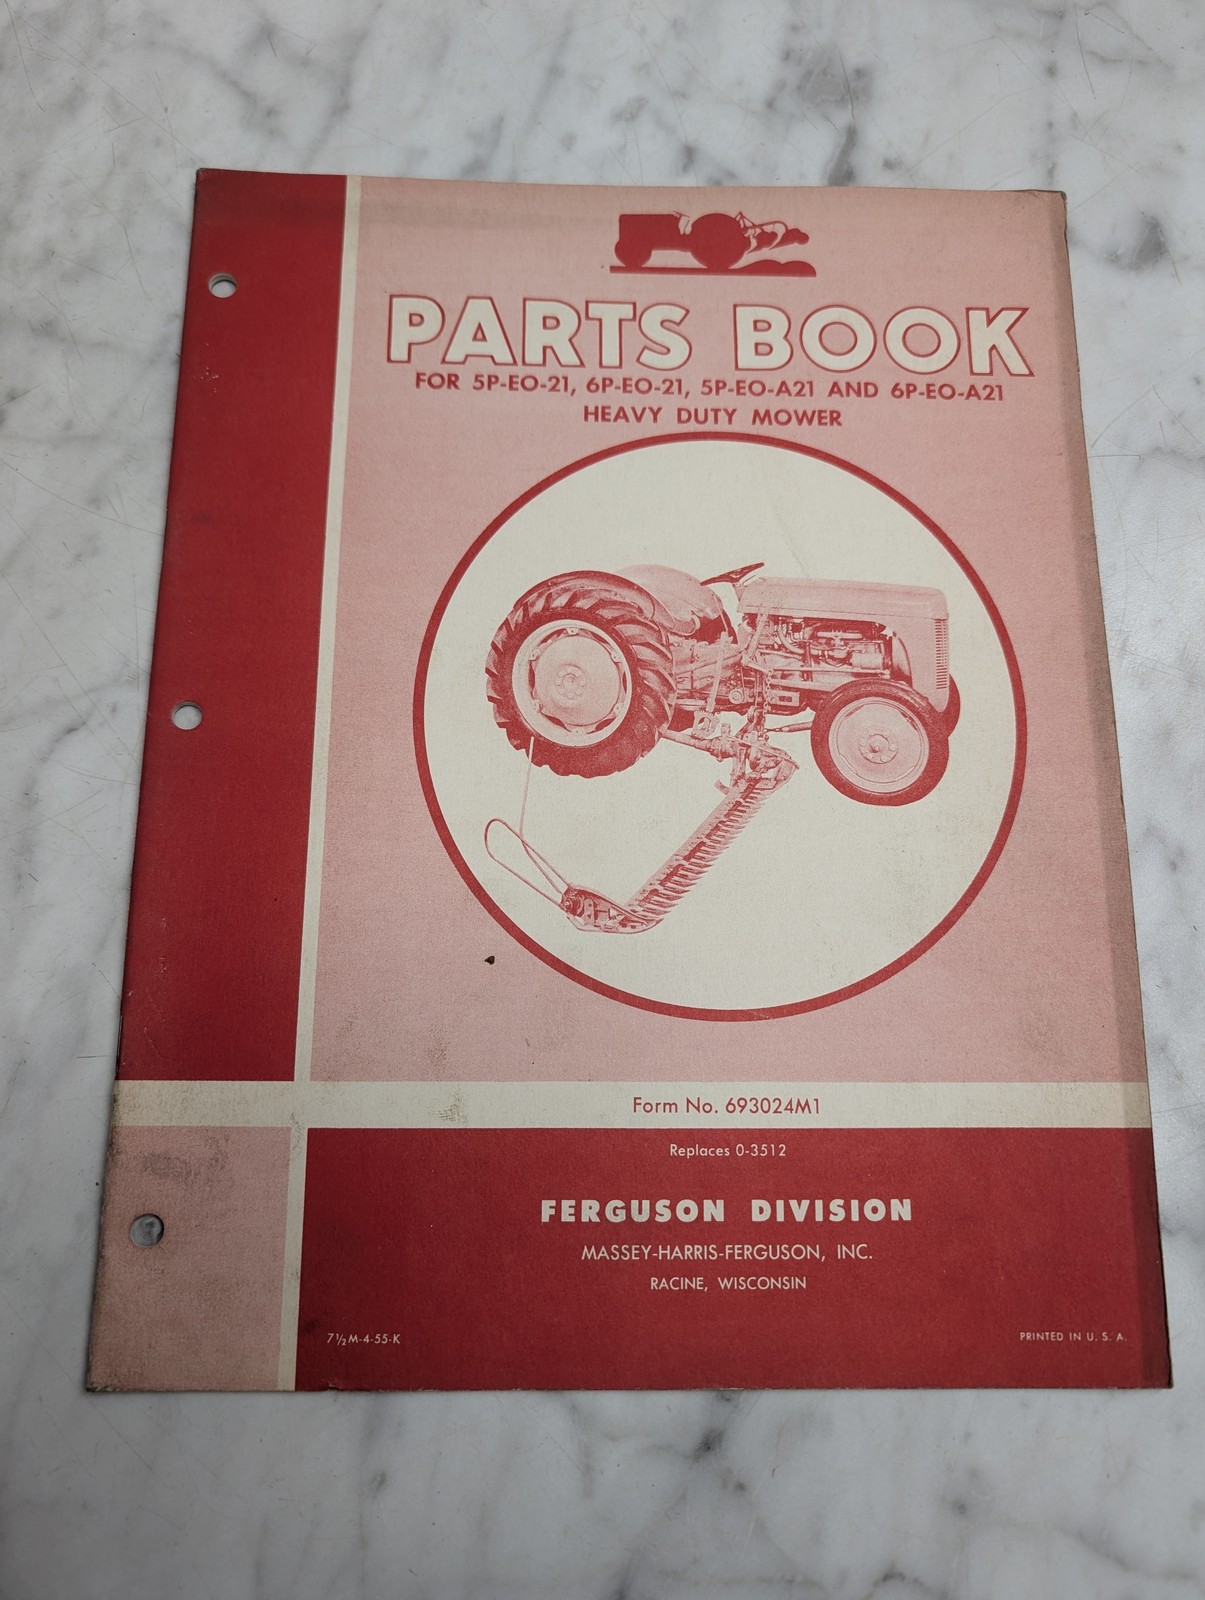 PARTS BOOK
FOR 5P-EO-21, 6P-EO-21, 5P-EO-A21 AND 6P-EO-A21
HEAVY DUTY MOWER
Form No. 693024M1
Replaces 0-3512
FERGUSON DIVISION
MASSEY-HARRIS-FERGUSON, INC.
RACINE, WISCONSIN
7½M-4-55-K
PRINTED IN U. S. A.